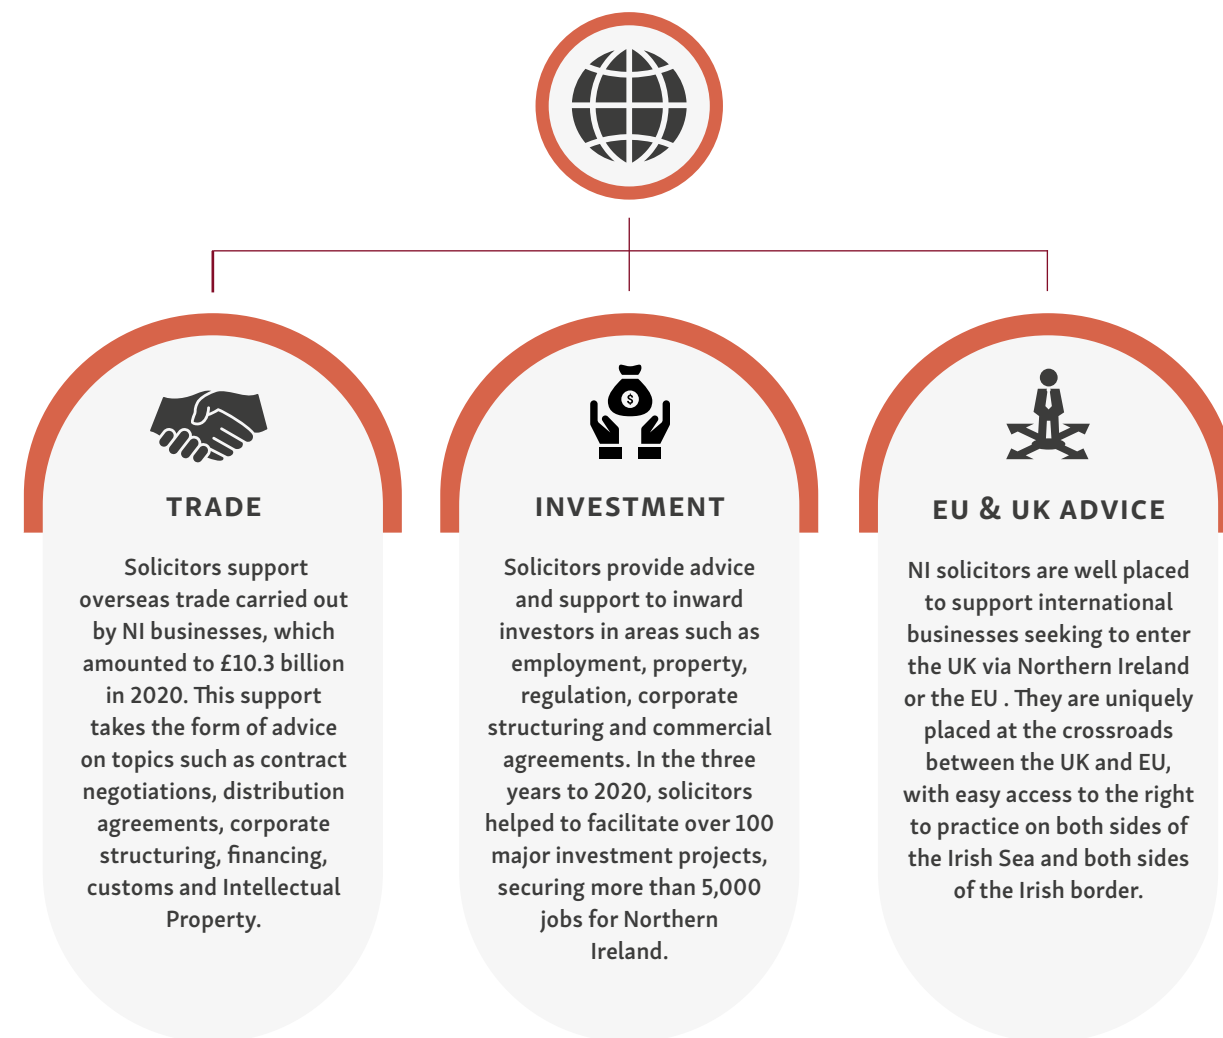 TRADE
Solicitors support
overseas trade carried out
by NI businesses, which
amounted to £10.3 billion
in 2020. This support
takes the form of advice
on topics such as contract
negotiations, distribution
agreements, corporate
structuring, financing,
customs and Intellectual
Property.
INVESTMENT
Solicitors provide advice
and support to inward
investors in areas such as
employment, property,
regulation, corporate
structuring and commercial
agreements. In the three
years to 2020, solicitors
helped to facilitate over 100
major investment projects,
securing more than 5,000
jobs for Northern
Ireland.
EU & UK ADVICE
NI solicitors are well placed
to support international
businesses seeking to enter
the UK via Northern Ireland
or the EU . They are uniquely
placed at the crossroads
between the UK and EU,
with easy access to the right
to practice on both sides of
the Irish Sea and both sides
of the Irish border.